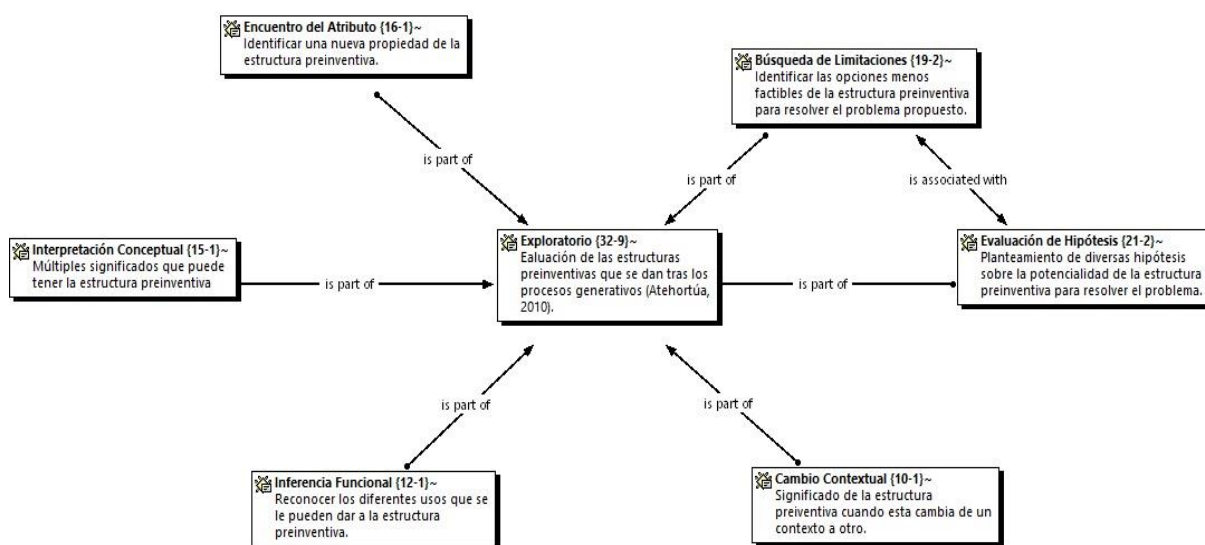 Encuentro del Atributo {16-1}~
Identificar una nueva propiedad de la
estructura preinventiva.
Búsqueda de Limitaciones {19-2}~
Identificar las opciones menos
factibles de la estructura preinventiva
para resolver el problema propuesto.
is part of
is part of
is associated with
Interpretación Conceptual {15-1}~
Múltiples significados que puede
tener la estructura preinventiva
is part of
Exploratorio {32-9}~
Ealuación de las estructuras
preinventivas que se dan tras los
procesos generativos (Atehortúa,
2010).
is part of
Evaluación de Hipótesis {21-2}~
Planteamiento de diversas hipótesis
sobre la potencialidad de la estructura
preinventiva para resolver el problema.
is part of
is part of
Inferencia Funcional {12-1}~
Reconocer los diferentes usos que se
le pueden dar a la estructura
preinventiva.
Cambio Contextual {10-1}~
Significado de la estructura
preiventiva cuando esta cambia de un
contexto a otro.